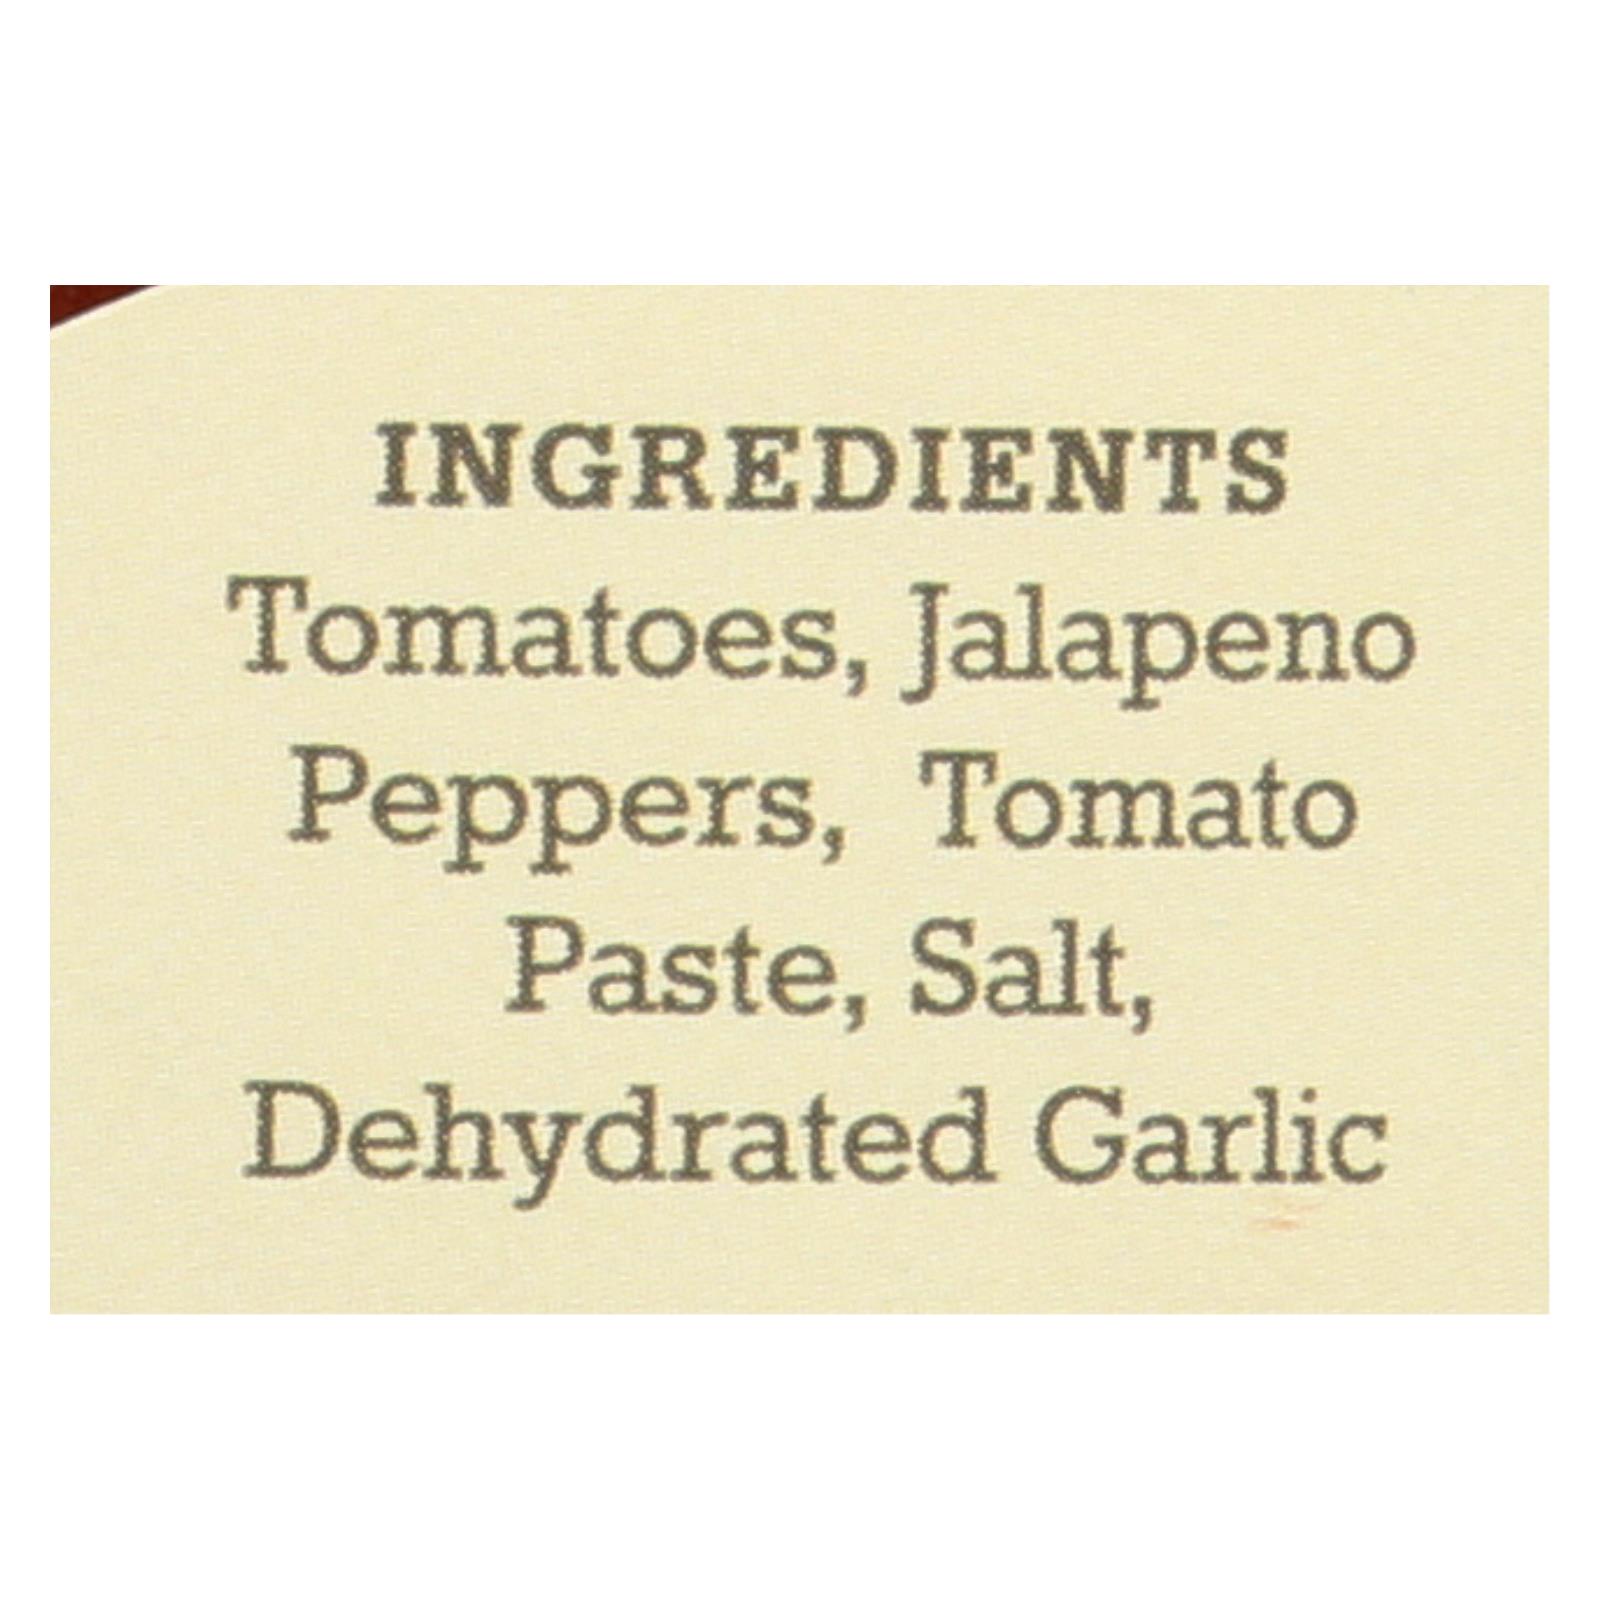 INGREDIENTS
Tomatoes, Jalapeno
Peppers, Tomato
Paste, Salt,
Dehydrated Garlic